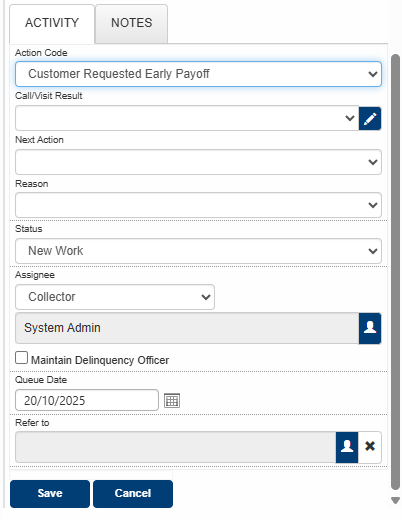 ACTIVITY NOTES
Action Code
Customer Requested Early Payoff
Call/Visit Result
Next Action
Reason
Status
New Work
Assignee
Collector
System Admin
Maintain Delinquency Officer
Queue Date
20/10/2025
Refer to
Save Cancel